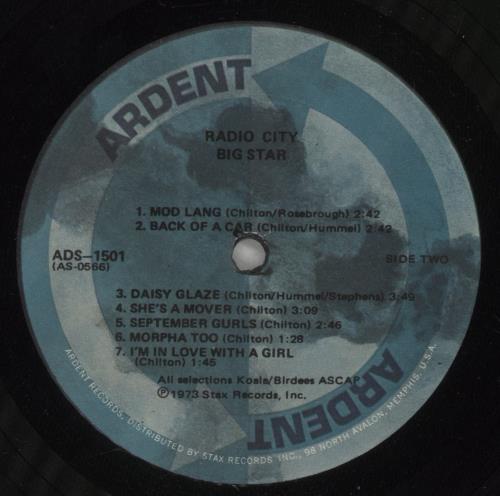 ARDENT
RADIO CITY
BIG STAR
1. MOD LANG (Chilton/Rosebrough) 2:42
2. BACK OF A CAR (Chilton/Hummel) 2:42
ADS—1501
(AS-0566)
SIDE TWO
3. DAISY GLAZE (Chilton/Hummel/Stephens) 3:49
4. SHE'S A MOVER (Chilton) 3:09
5. SEPTEMBER GURLS (Chilton) 2:46
6. MORPHA TOO (Chilton) 1:28
7. I'M IN LOVE WITH A GIRL
(Chilton) 1:45
All selections Koala/Birdees ASCAP
Ⓟ1973 Stax Records, Inc.
ARDENT
ARDENT RECORDS, DISTRIBUTED BY STAX RECORDS INC., 98 NORTH AVALON, MEMPHIS, U.S.A.